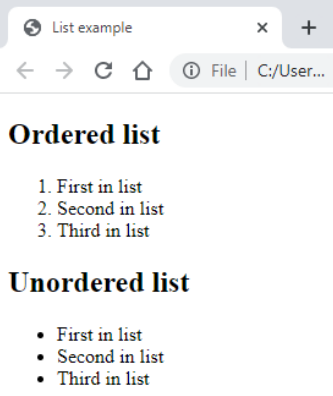 List example
File
C:/User...
Ordered list
1. First in list
2. Second in list
3. Third in list
Unordered list
• First in list
• Second in list
• Third in list